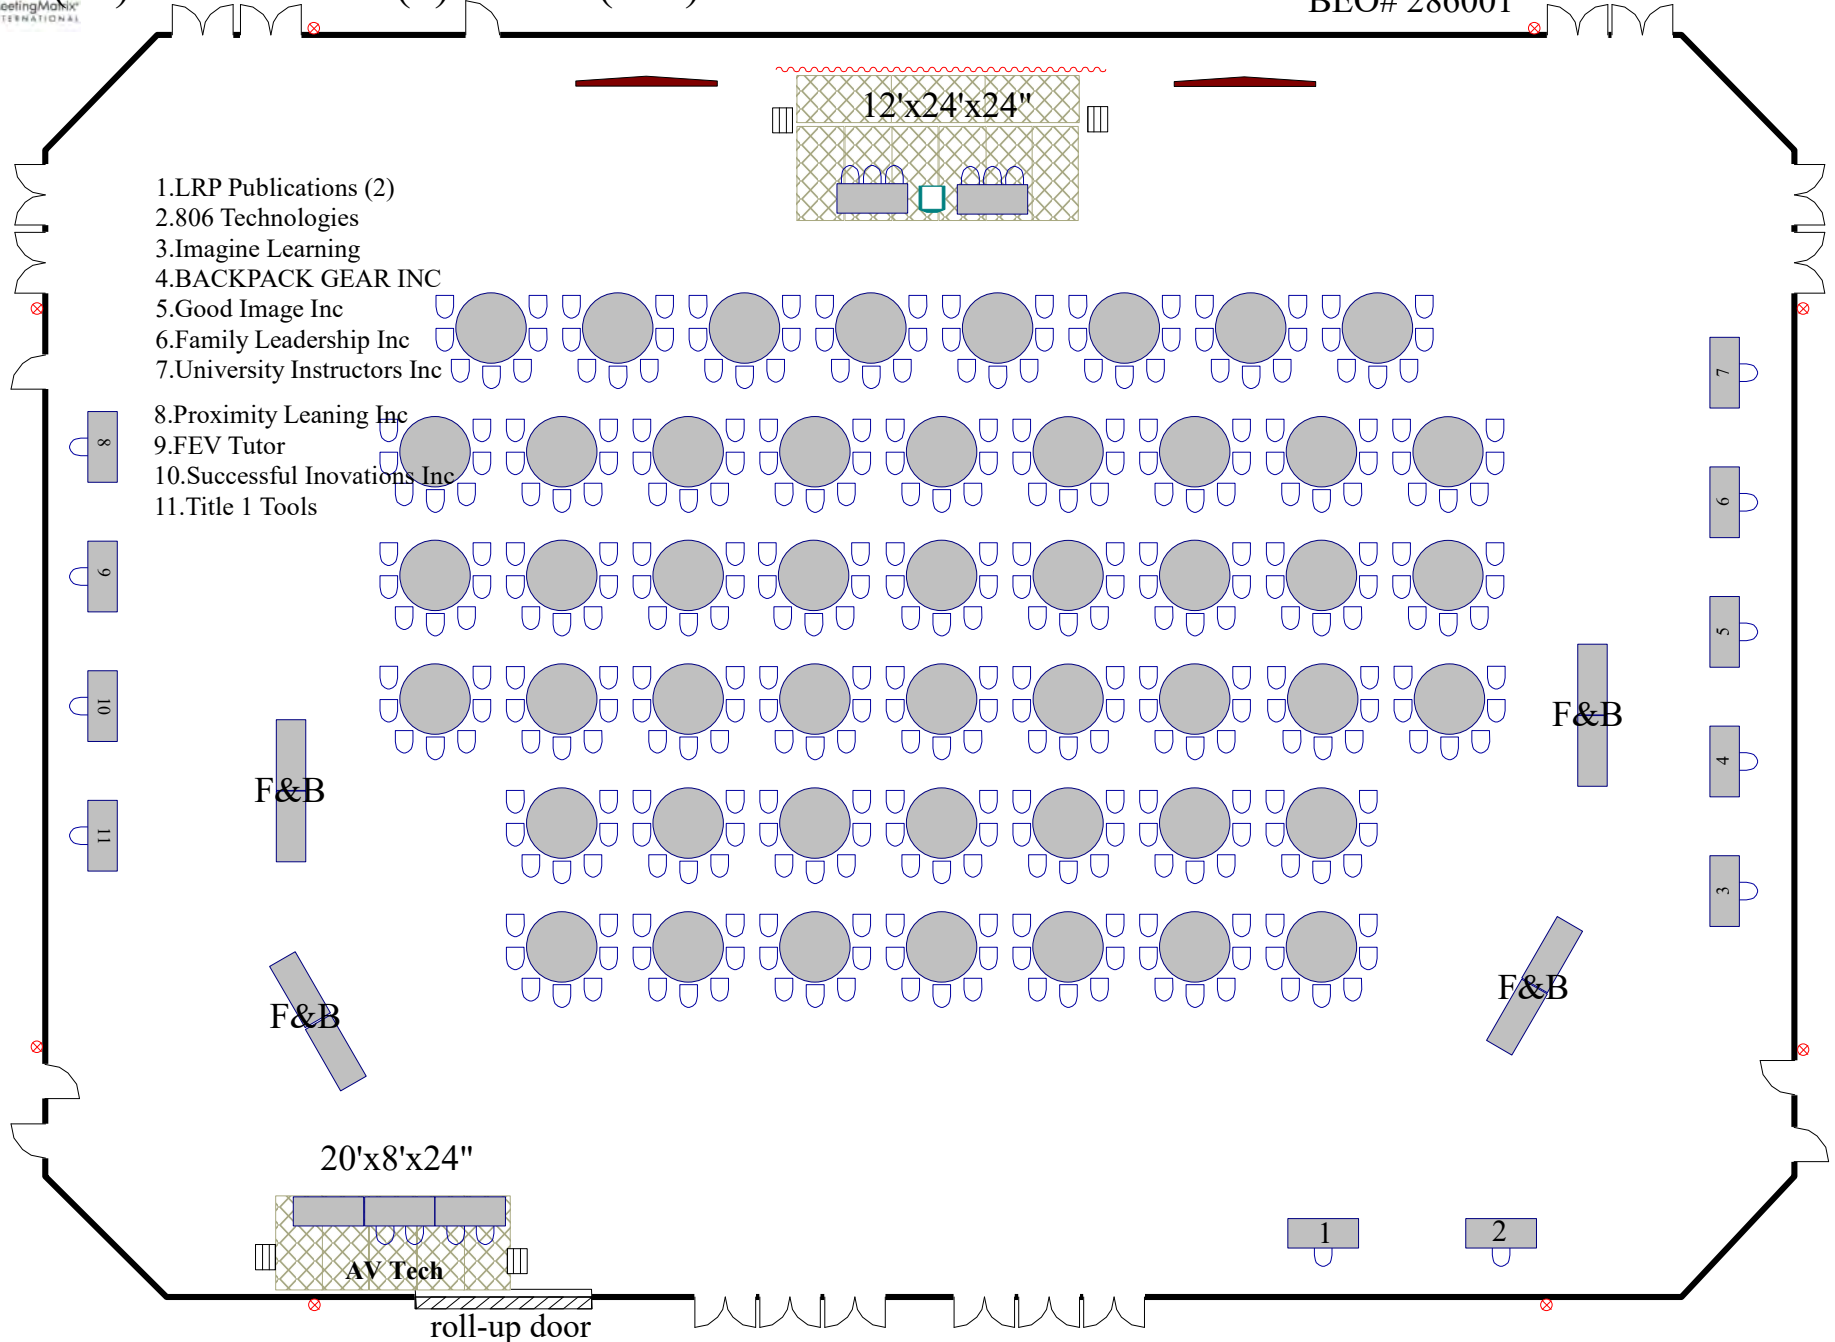 eetingMatrix
INTERNATIONAL
BEO# 286001
12'x24'x24"
1.LRP Publications (2)
2.806 Technologies
3.Imagine Learning
4.BACKPACK GEAR INC
5.Good Image Inc
6.Family Leadership Inc
7.University Instructors Inc
8.Proximity Leaning Inc
9.FEV Tutor
10.Successful Inovations Inc
11.Title 1 Tools
7
8
6
9
5
10
F&B
4
F&B
11
3
F&B
F&B
20'x8'x24"
1
2
AV Tech
roll-up door